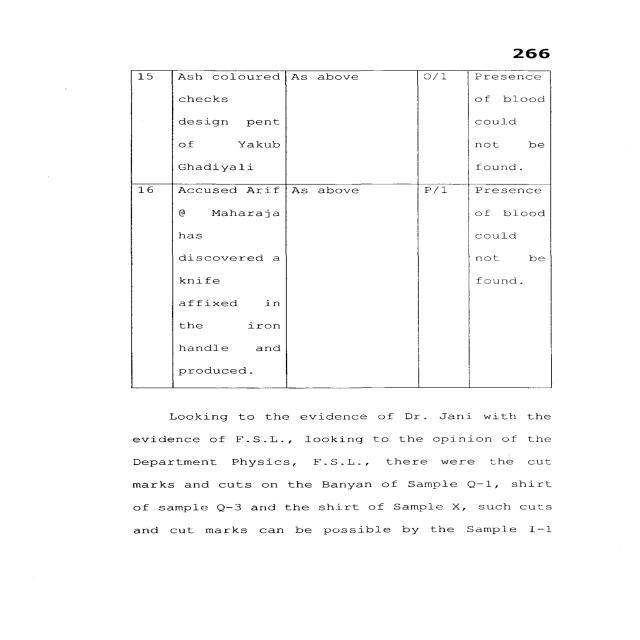 266
15 Ash coloured As above O/1 Presence
checks of blood
design pent could
of Yakub not be
Ghadiyali found.
16 Accused Arif As above P/1 Presence
@ Maharaja of blood
has could
discovered a not be
knife found.
affixed in
the iron
handle and
produced.
Looking to the evidence of Dr. Jani with the
evidence of F.S.L., looking to the opinion of the
Department Physics, F.S.L., there were the cut
marks and cuts on the Banyan of Sample Q-1, shirt
of sample Q-3 and the shirt of Sample X, such cuts
and cut marks can be possible by the Sample I-1